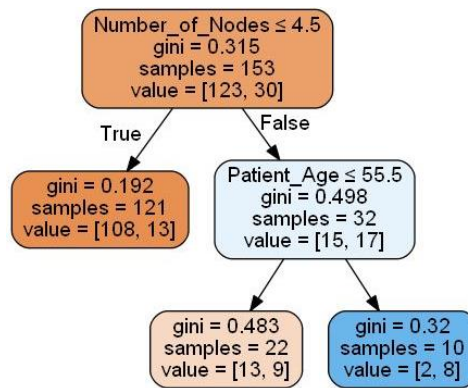 Number_of_Nodes ≤ 4.5
gini = 0.315
samples = 153
value = [123, 30]
True
False
gini = 0.192
samples = 121
value = [108, 13]
Patient_Age ≤ 55.5
gini = 0.498
samples = 32
value = [15, 17]
gini = 0.483
samples = 22
value = [13, 9]
gini = 0.32
samples = 10
value = [2, 8]